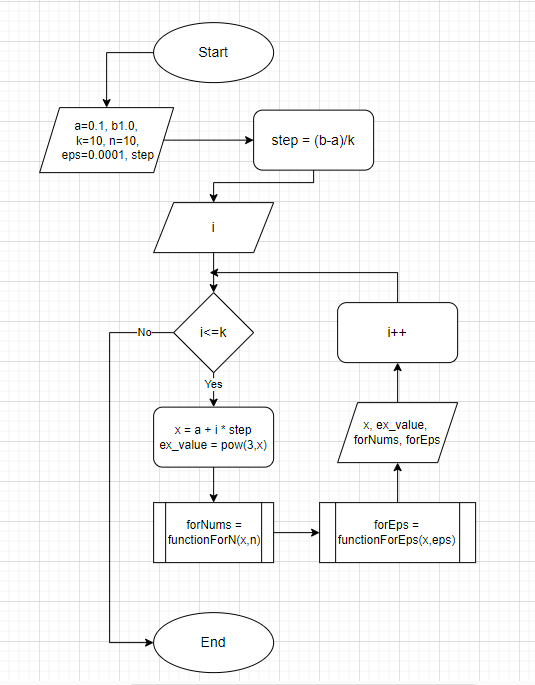 Start
a=0.1, b1.0,
k=10, n=10,
eps=0.0001, step
step = (b-a)/k
i
i<=k
No
Yes
x = a + i * step
ex_value = pow(3,x)
forNums =
functionForN(x,n)
forEps =
functionForEps(x,eps)
x, ex_value,
forNums, forEps
i++
End